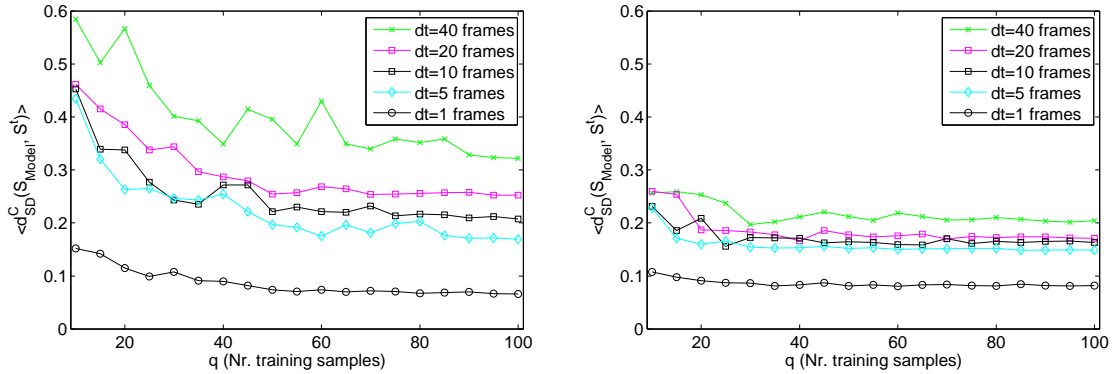 0.6
0.5
0.4
0.3
0.2
0.1
0
<d^C_SD(S_Model, S^t)>
dt=40 frames
dt=20 frames
dt=10 frames
dt=5 frames
dt=1 frames
20 40 60 80 100
q (Nr. training samples)
0.6
0.5
0.4
0.3
0.2
0.1
0
<d^C_SD(S_Model, S^t)>
dt=40 frames
dt=20 frames
dt=10 frames
dt=5 frames
dt=1 frames
20 40 60 80 100
q (Nr. training samples)